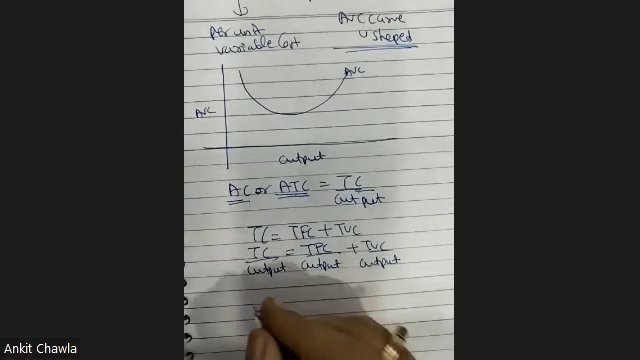 Per unit
variable Cost
AVC Curve
U Sheped
AVC
AVC
output
AC or ATC = TC
output
TC = TFC + TVC
TC = TFC + TVC
output output output
Ankit Chawla